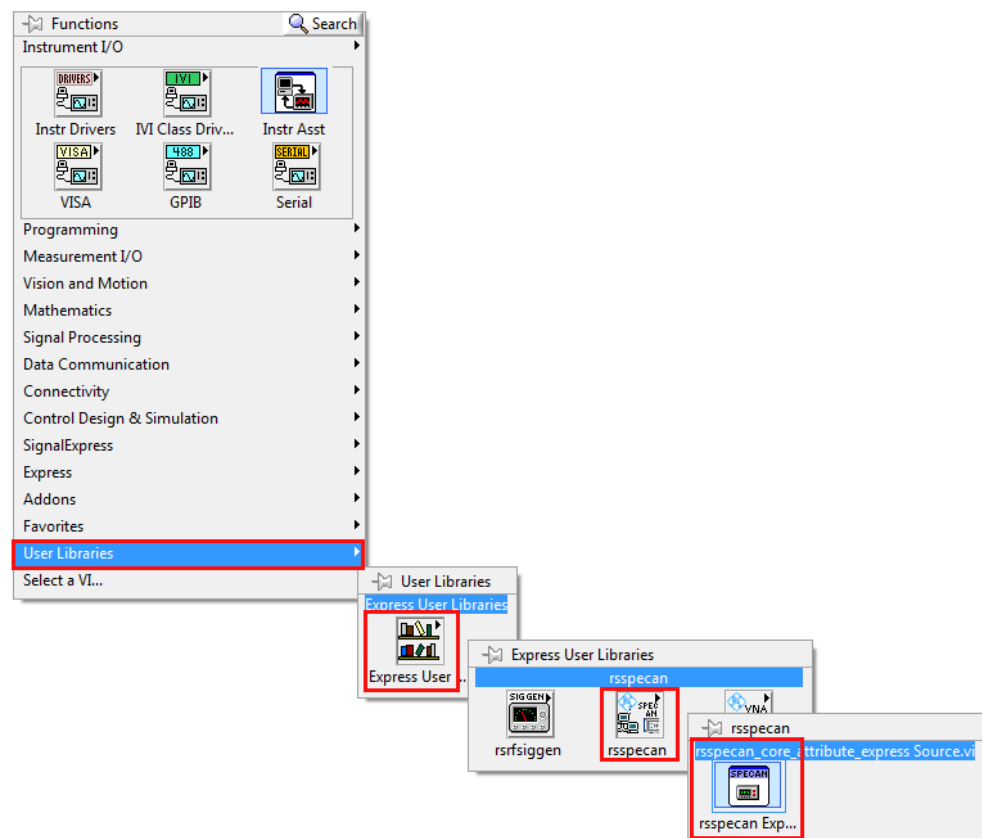 Functions
Search
Instrument I/O
DRIVERS
IVI
Instr Drivers
IVI Class Driv...
Instr Asst
VISA
488
SERIAL
VISA
GPIB
Serial
Programming
Measurement I/O
Vision and Motion
Mathematics
Signal Processing
Data Communication
Connectivity
Control Design & Simulation
SignalExpress
Express
Addons
Favorites
User Libraries
Select a VI...
User Libraries
Express User Libraries
Express User ...
Express User Libraries
rsspecan
SIGGEN
SPEC
AN
VNA
rsrfsiggen
rsspecan
rsspecan
rsspecan_core_attribute_express Source.vi
SPECAN
rsspecan Exp...